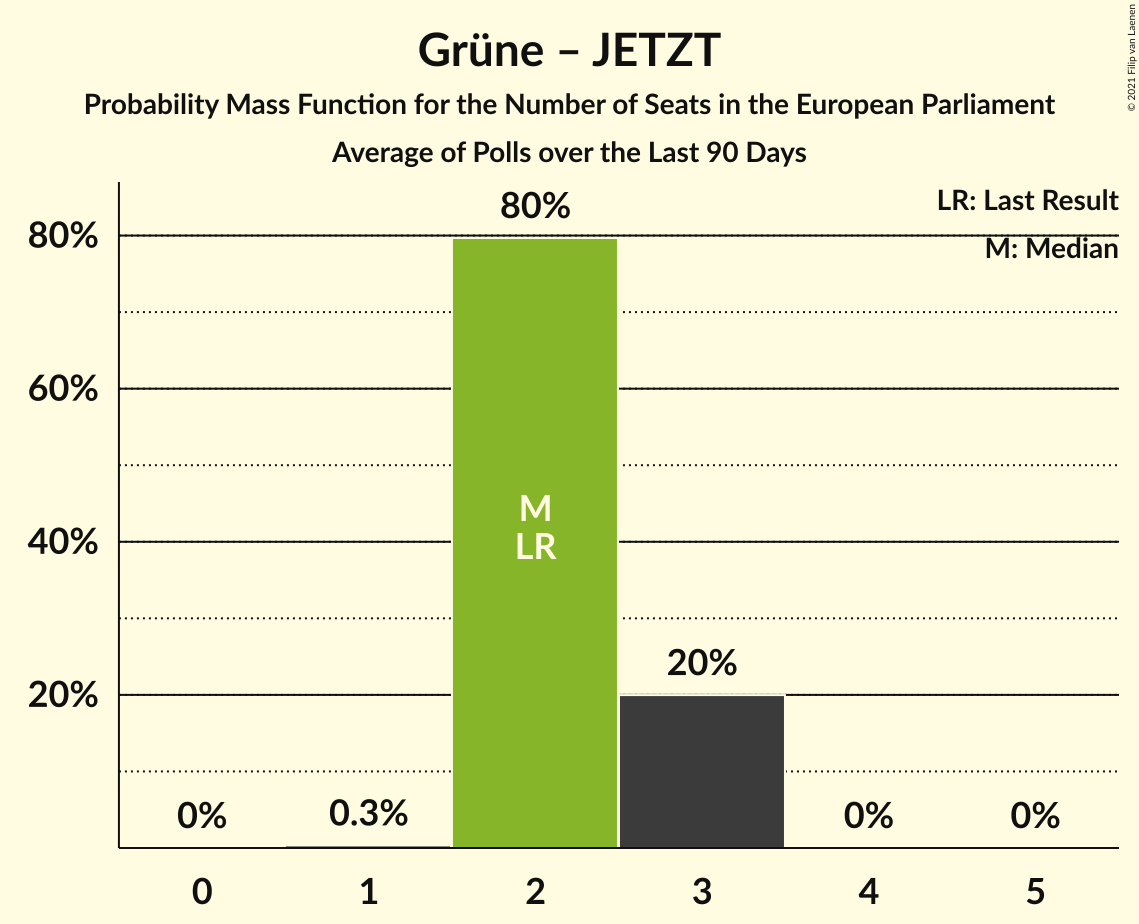 Grüne – JETZT
Probability Mass Function for the Number of Seats in the European Parliament
Average of Polls over the Last 90 Days
© 2021 Filip van Laenen
LR: Last Result
M: Median
80%
60%
40%
20%
0%
0.3%
80%
M
LR
20%
0%
0%
0 1 2 3 4 5